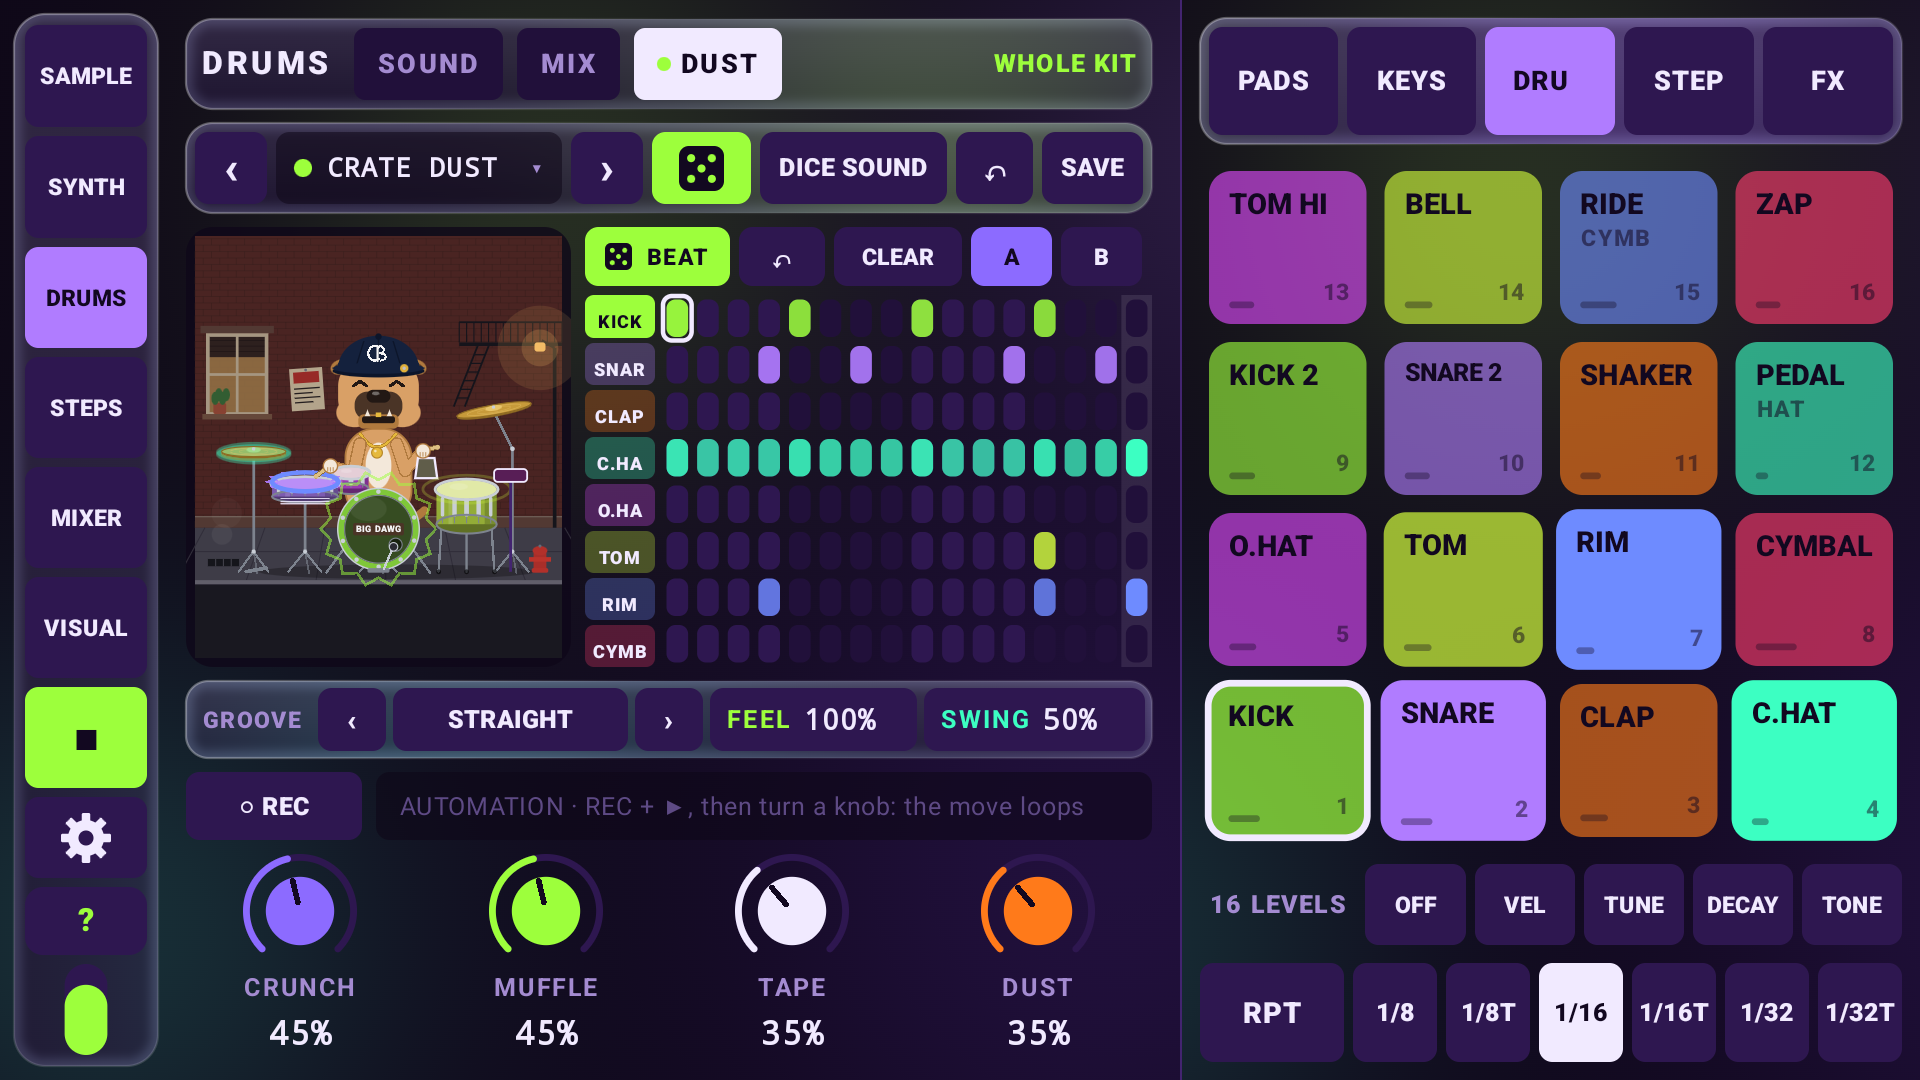 SAMPLE
SYNTH
DRUMS
STEPS
MIXER
VISUAL
?
DRUMS SOUND MIX DUST WHOLE KIT
‹ CRATE DUST ▾ › DICE SOUND SAVE
BEAT CLEAR A B
KICK
SNAR
CLAP
C.HA
O.HA
TOM
RIM
CYMB
CB
BIG DAWG
GROOVE ‹ STRAIGHT › FEEL 100% SWING 50%
REC AUTOMATION · REC + ►, then turn a knob: the move loops
CRUNCH MUFFLE TAPE DUST
45% 45% 35% 35%
PADS KEYS DRU STEP FX
TOM HI BELL RIDE ZAP
CYMB
13 14 15 16
KICK 2 SNARE 2 SHAKER PEDAL
HAT
9 10 11 12
O.HAT TOM RIM CYMBAL
5 6 7 8
KICK SNARE CLAP C.HAT
1 2 3 4
16 LEVELS OFF VEL TUNE DECAY TONE
RPT 1/8 1/8T 1/16 1/16T 1/32 1/32T